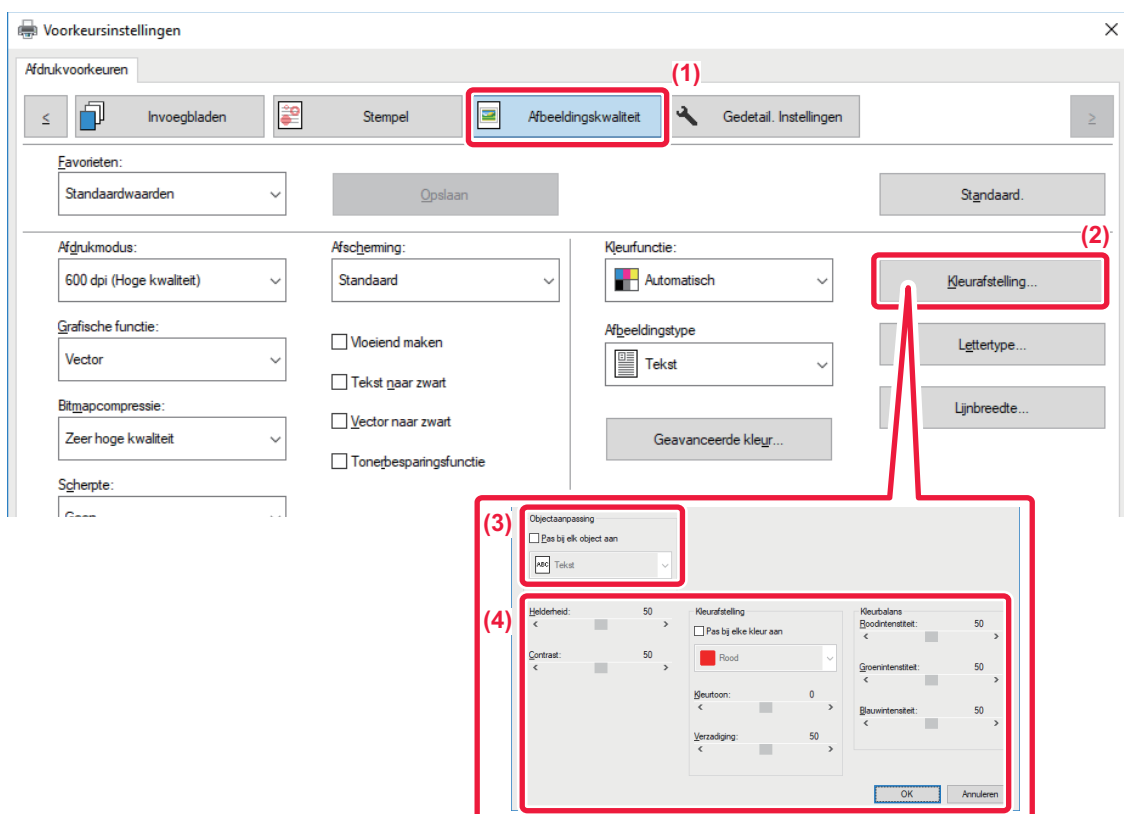 Voorkeursinstellingen
Afdrukvoorkeuren
(1)
<
Invoegbladen
Stempel
Afbeeldingskwaliteit
Gedetail. Instellingen
>
Favorieten:
Standaardwaarden
Opslaan
Standaard.
(2)
Afdrukmodus:
600 dpi (Hoge kwaliteit)
Afscherming:
Standaard
Kleurfunctie:
Automatisch
Kleurafstelling...
Grafische functie:
Vector
Vloeiend maken
Tekst naar zwart
Afbeeldingstype
Tekst
Lettertype...
Bitmapcompressie:
Zeer hoge kwaliteit
Vector naar zwart
Tonerbesparingsfunctie
Geavanceerde kleur...
Lijnbreedte...
Scherpte:
Geen
(3)
Objectaanpassing
Pas bij elk object aan
ABC Tekst
(4)
Helderheid: 50
Contrast: 50
Kleurafstelling
Pas bij elke kleur aan
Rood
Kleurtoon: 0
Verzadiging: 50
Kleurbalans
Roodintenstiteit: 50
Groenintenstiteit: 50
Blauwintensiteit: 50
OK
Annuleren